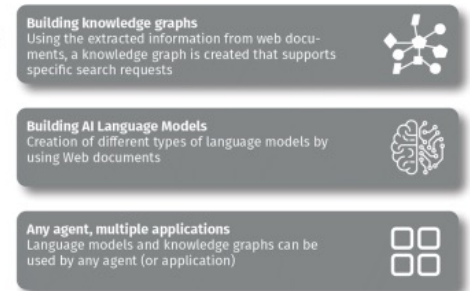 Building knowledge graphs
Using the extracted information from web docu-
ments, a knowledge graph is created that supports
specific search requests
Building AI Language Models
Creation of different types of language models by
using Web documents
Any agent, multiple applications
Language models and knowledge graphs can be
used by any agent (or application)